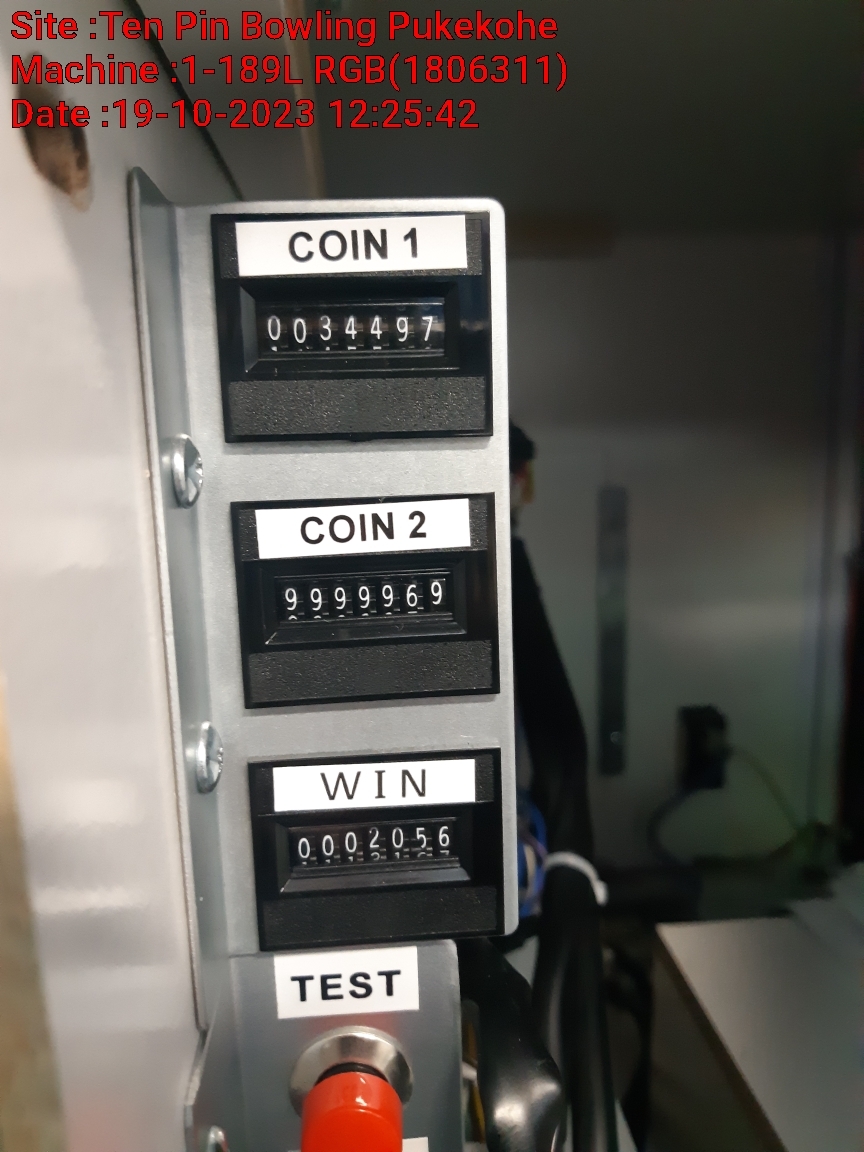 Site :Ten Pin Bowling Pukekohe
Machine :1-189L RGB(1806311)
Date :19-10-2023 12:25:42
COIN 1
0034497
COIN 2
9999969
WIN
0002056
TEST